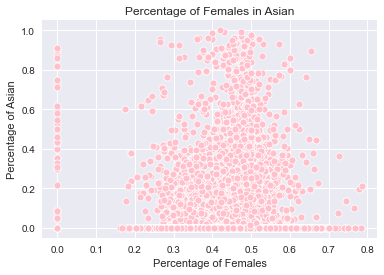 Percentage of Females in Asian
1.0
0.8
0.6
0.4
0.2
0.0
Percentage of Asian
0.0 0.1 0.2 0.3 0.4 0.5 0.6 0.7 0.8
Percentage of Females